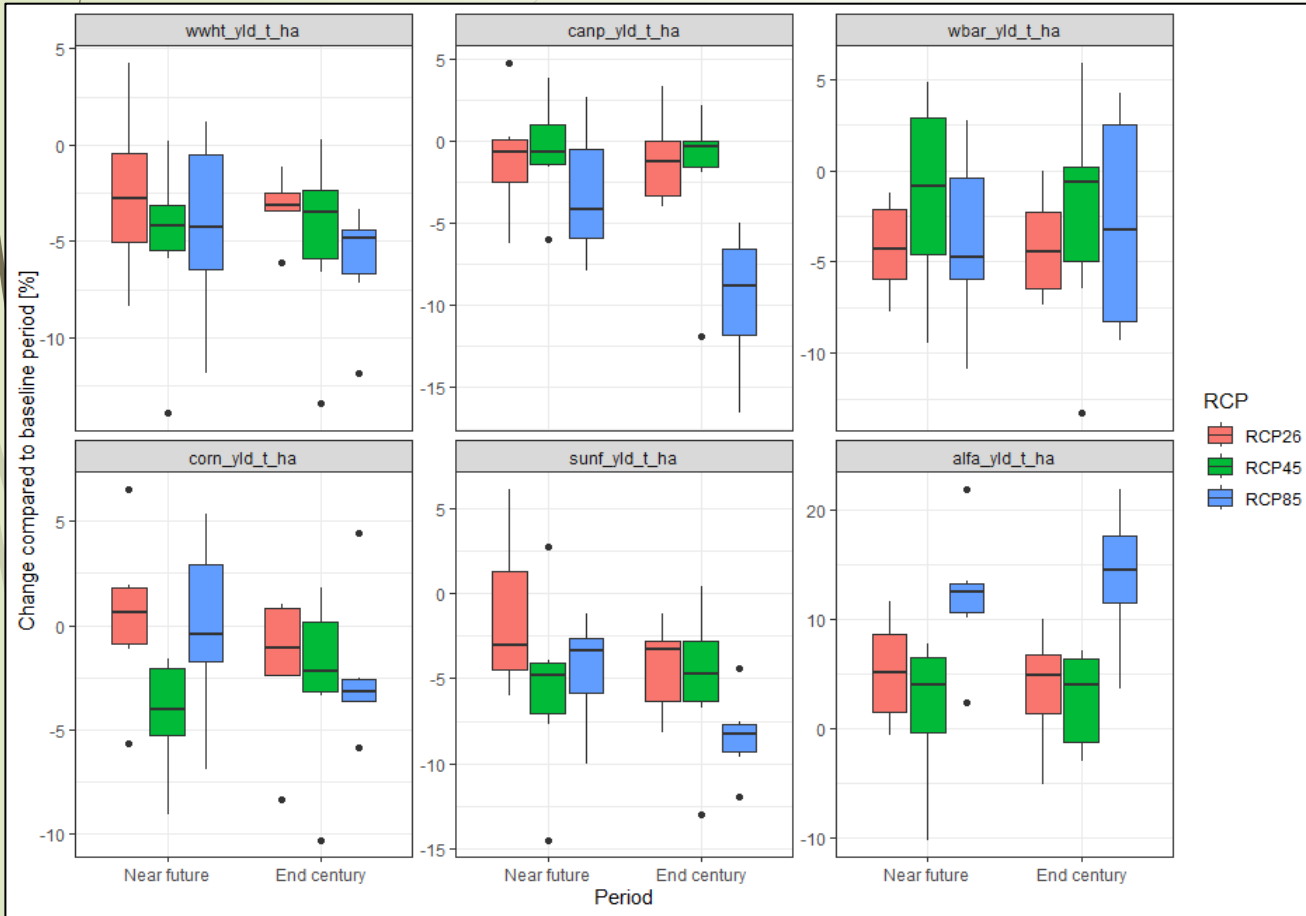 wwht_yld_t_ha
canp_yld_t_ha
wbar_yld_t_ha
5
0
-5
-10
5
0
-5
-10
-15
5
0
-5
-10
corn_yld_t_ha
sunf_yld_t_ha
alfa_yld_t_ha
5
0
-5
-10
5
0
-5
-10
-15
20
10
0
-10
Change compared to baseline period [%]
Near future
End century
Near future
End century
Near future
End century
Period
RCP
RCP26
RCP45
RCP85